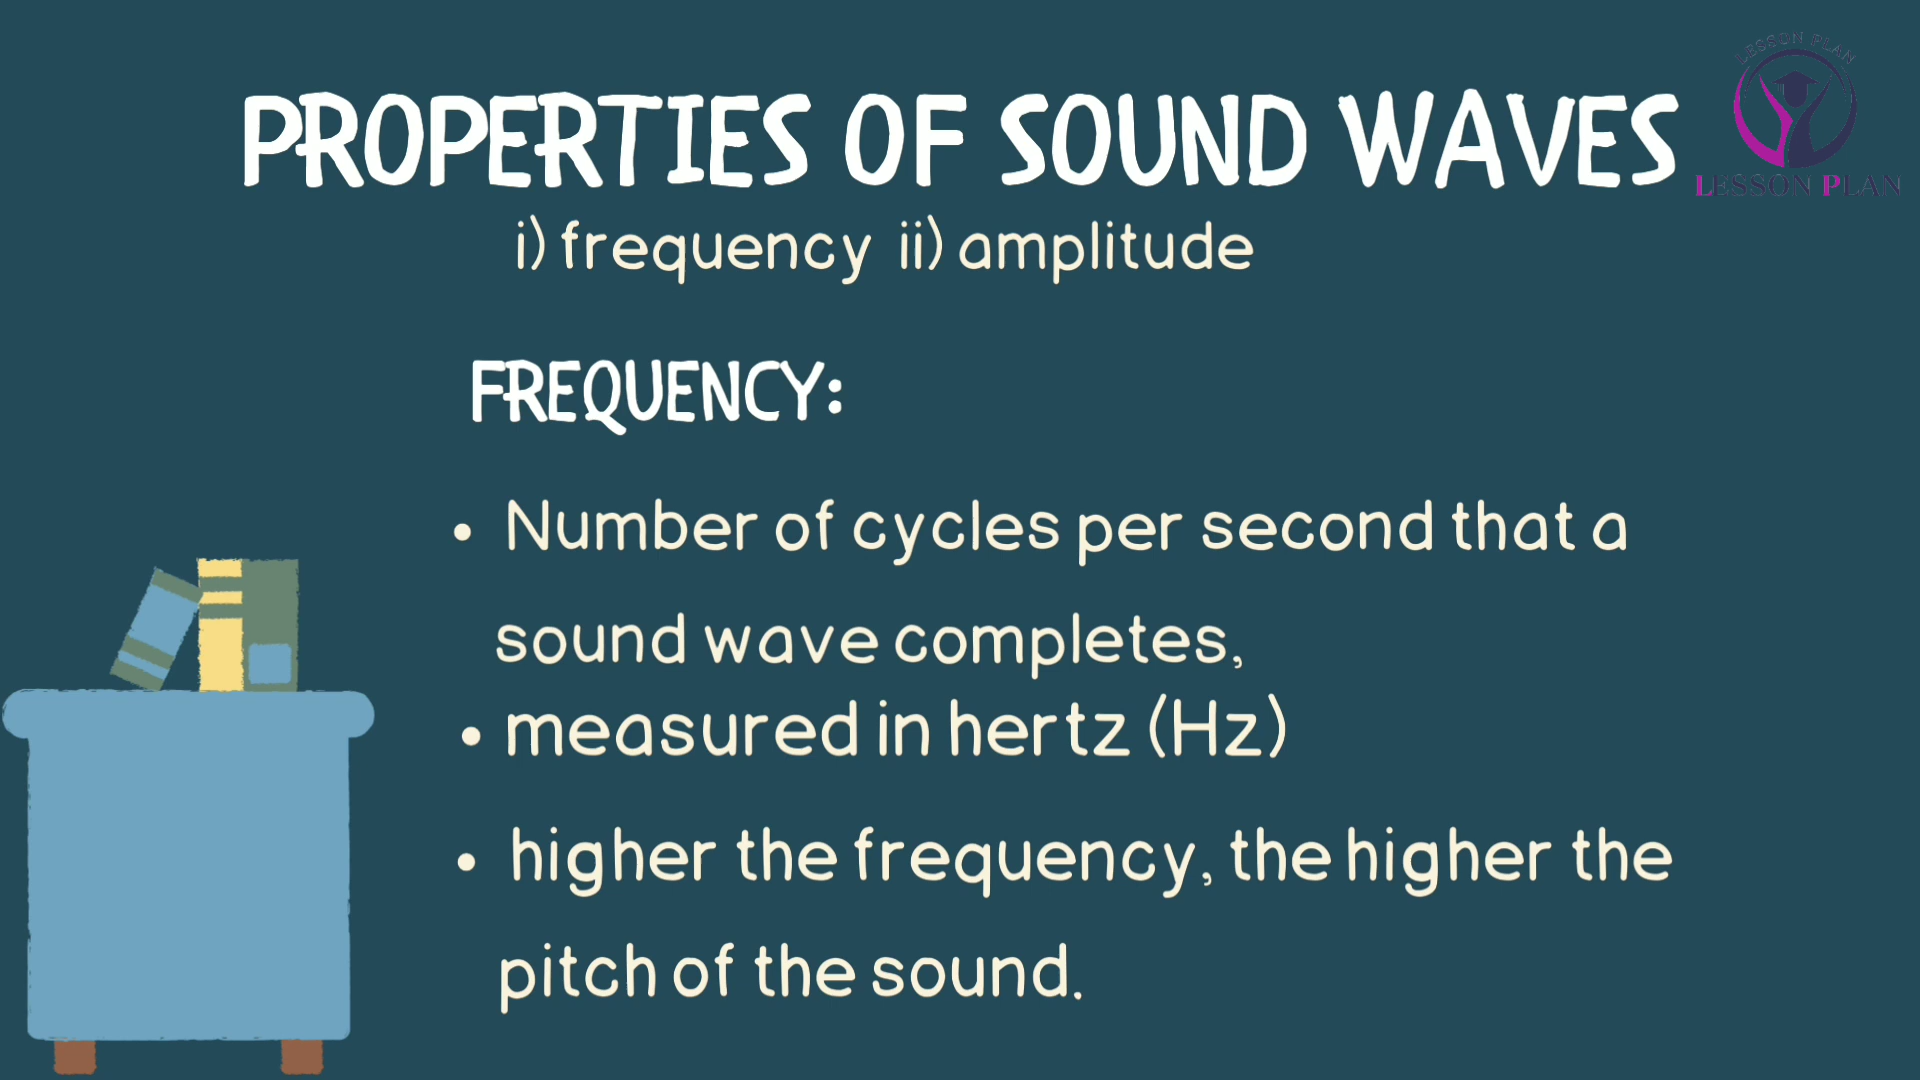 LESSON PLAN
PROPERTIES OF SOUND WAVES
LESSON PLAN
i) frequency ii) amplitude
FREQUENCY:
• Number of cycles per second that a
sound wave completes,
• measured in hertz (Hz)
• higher the frequency, the higher the
pitch of the sound.